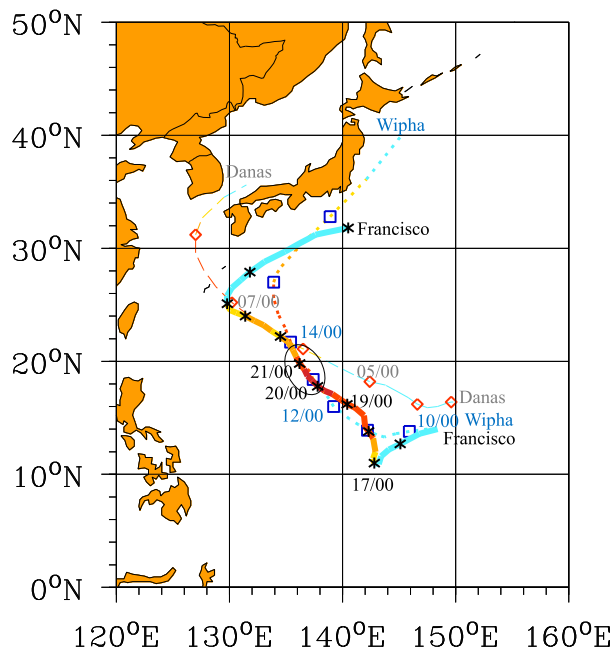 50°N
Wipha
40°N
Danas
Francisco
30°N
07/00
14/00
20°N
21/00
05/00
20/00
19/00
Danas
12/00
10/00
Wipha
Francisco
10°N
17/00
0°N
120°E
130°E
140°E
150°E
160°E